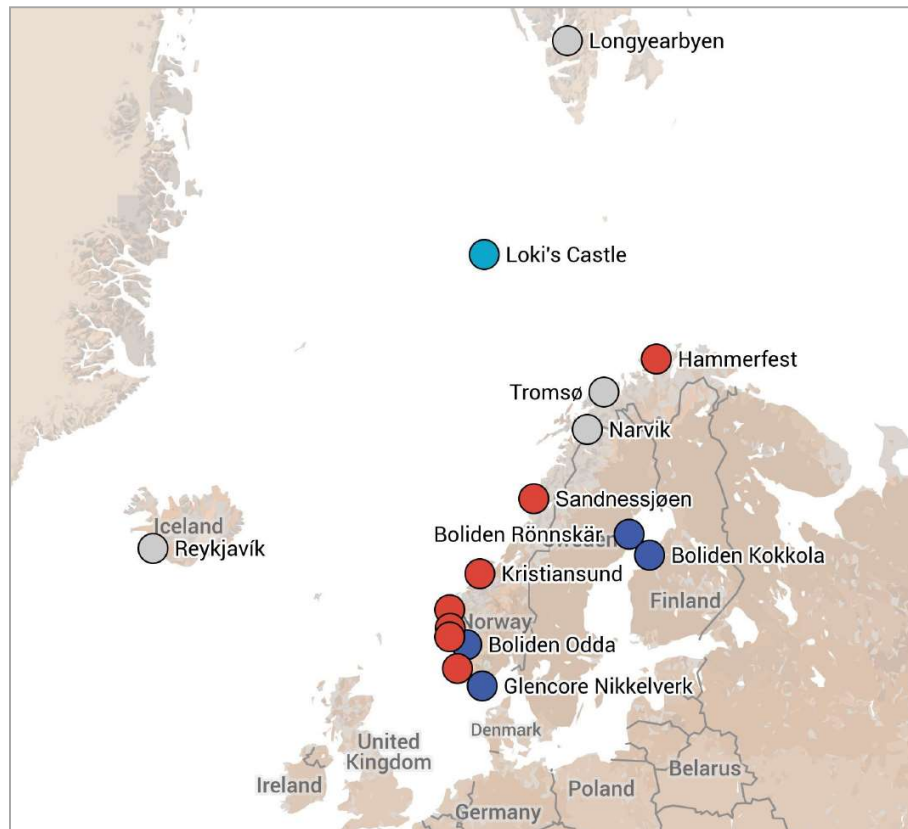 Longyearbyen
Loki's Castle
Hammerfest
Tromsø
Narvik
Sandnessjøen
Iceland
Reykjavík
Boliden Rönnskär
Sweden
Boliden Kokkola
Kristiansund
Finland
Norway
Boliden Odda
Glencore Nikkelverk
Denmark
United
Kingdom
Ireland
Belarus
Poland
Germany